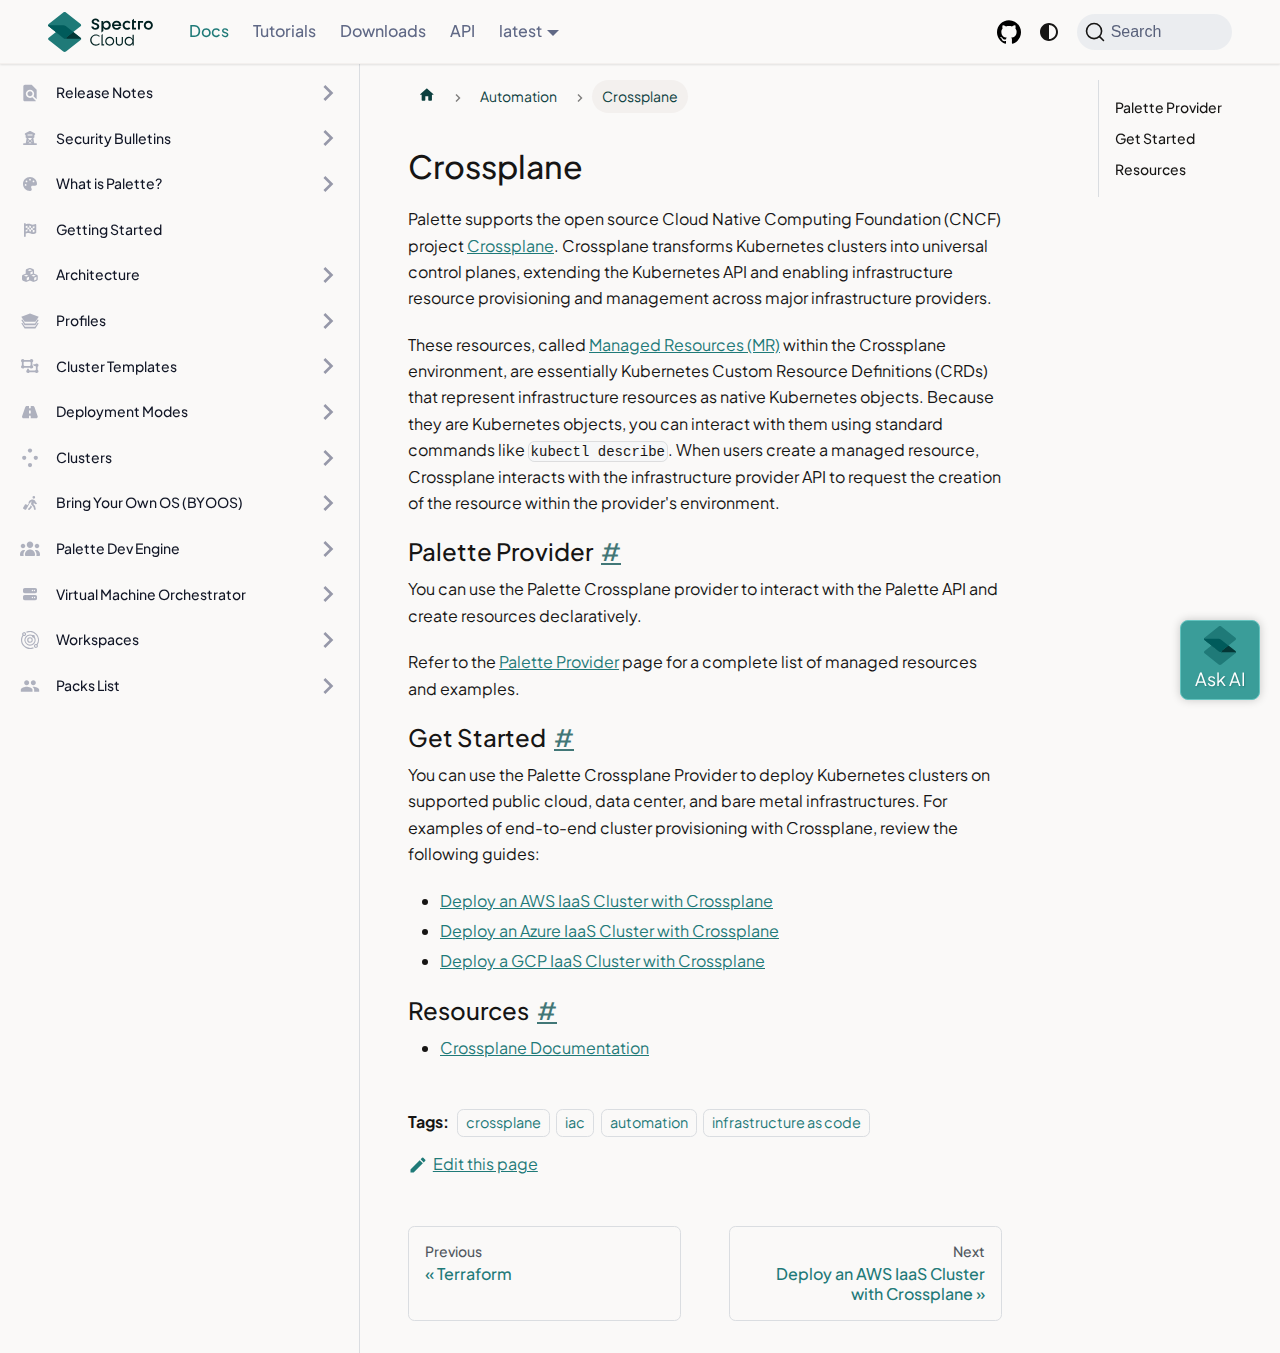 Spectro Cloud
Docs
Tutorials
Downloads
API
latest
Search
Release Notes
Security Bulletins
What is Palette?
Getting Started
Architecture
Profiles
Cluster Templates
Deployment Modes
Clusters
Bring Your Own OS (BYOOS)
Palette Dev Engine
Virtual Machine Orchestrator
Workspaces
Packs List
Automation
Crossplane
Crossplane
Palette supports the open source Cloud Native Computing Foundation (CNCF)
project Crossplane. Crossplane transforms Kubernetes clusters into universal
control planes, extending the Kubernetes API and enabling infrastructure
resource provisioning and management across major infrastructure providers.
These resources, called Managed Resources (MR) within the Crossplane
environment, are essentially Kubernetes Custom Resource Definitions (CRDs)
that represent infrastructure resources as native Kubernetes objects. Because
they are Kubernetes objects, you can interact with them using standard
commands like kubectl describe. When users create a managed resource,
Crossplane interacts with the infrastructure provider API to request the creation
of the resource within the provider's environment.
Palette Provider #
You can use the Palette Crossplane provider to interact with the Palette API and
create resources declaratively.
Refer to the Palette Provider page for a complete list of managed resources
and examples.
Get Started #
You can use the Palette Crossplane Provider to deploy Kubernetes clusters on
supported public cloud, data center, and bare metal infrastructures. For
examples of end-to-end cluster provisioning with Crossplane, review the
following guides:
Deploy an AWS IaaS Cluster with Crossplane
Deploy an Azure IaaS Cluster with Crossplane
Deploy a GCP IaaS Cluster with Crossplane
Resources #
Crossplane Documentation
Tags: crossplane iac automation infrastructure as code
Edit this page
Previous
« Terraform
Next
Deploy an AWS IaaS Cluster
with Crossplane »
Palette Provider
Get Started
Resources
Ask AI